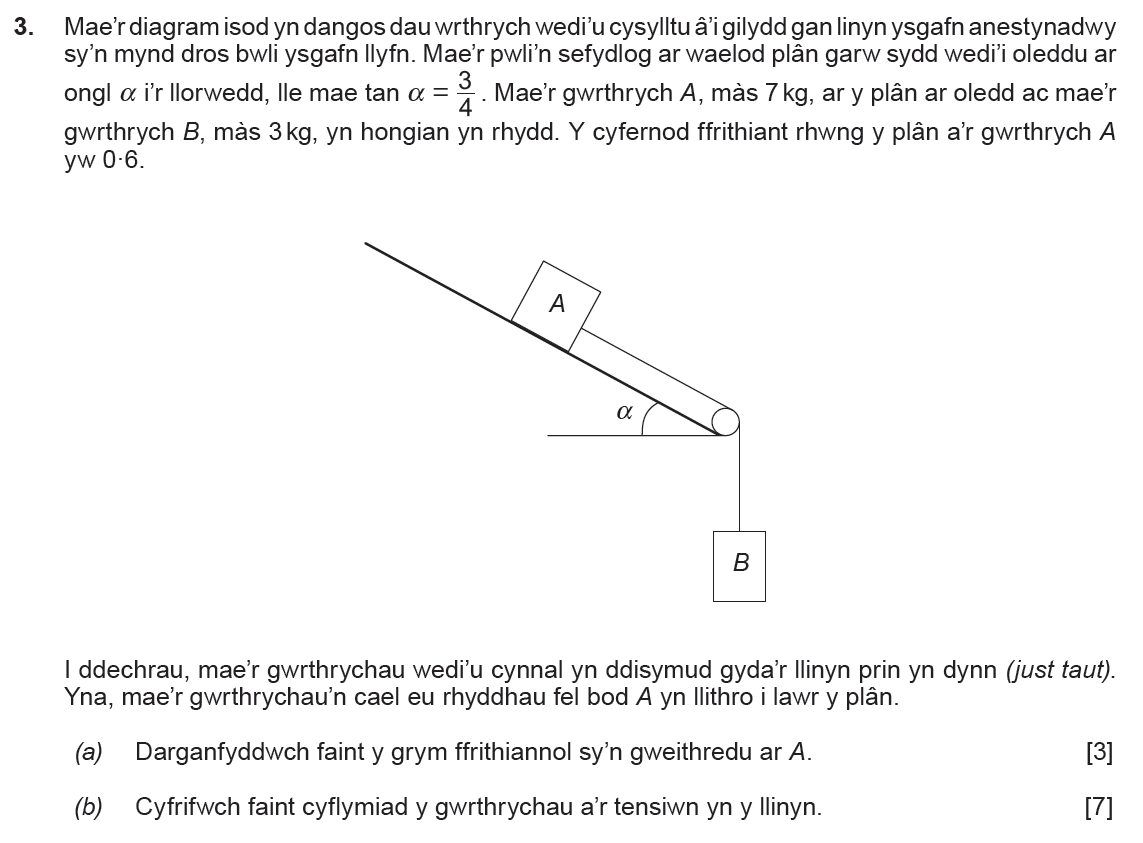 3. Mae'r diagram isod yn dangos dau wrthrych wedi'u cysylltu â'i gilydd gan linyn ysgafn anestynadwy
sy'n mynd dros bwli ysgafn llyfn. Mae'r pwli'n sefydlog ar waelod plân garw sydd wedi'i oleddu ar
ongl α i'r llorwedd, lle mae tan α = 3/4 . Mae'r gwrthrych A, màs 7 kg, ar y plân ar oledd ac mae'r
gwrthrych B, màs 3 kg, yn hongian yn rhydd. Y cyfernod ffrithiant rhwng y plân a'r gwrthrych A
yw 0·6.
A
α
B
I ddechrau, mae'r gwrthrychau wedi'u cynnal yn ddisymud gyda'r llinyn prin yn dynn (just taut).
Yna, mae'r gwrthrychau'n cael eu rhyddhau fel bod A yn llithro i lawr y plân.
(a) Darganfyddwch faint y grym ffrithiannol sy'n gweithredu ar A. [3]
(b) Cyfrifwch faint cyflymiad y gwrthrychau a'r tensiwn yn y llinyn. [7]